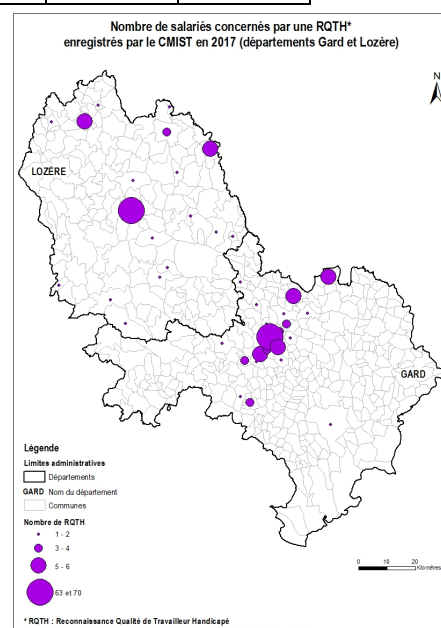 Nombre de salariés concernés par une RQTH*
enregistrés par le CMIST en 2017 (départements Gard et Lozère)
N
LOZÈRE
GARD
Légende
Limites administratives
Départements
GARD Nom du département
Communes
Nombre de RQTH
1 - 2
3 - 4
5 - 6
63 et 70
0 10 20
Kilomètres
* RQTH : Reconnaissance Qualité de Travailleur Handicapé